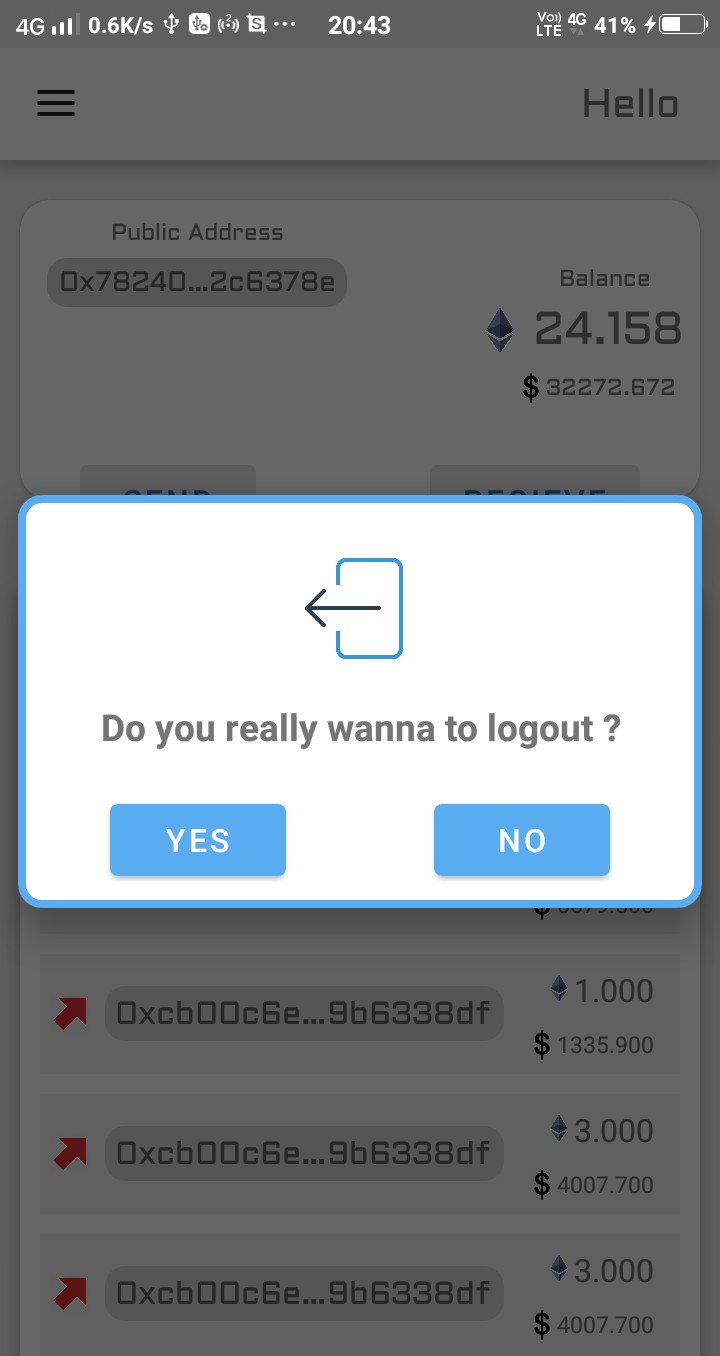 4G 0.6K/s 20:43 Vo)) LTE 4G 41%
Hello
Public Address
0x78240...2c6378e
Balance
24.158
$ 32272.672
SEND RECIEVE
Do you really wanna to logout ?
YES NO
0xcb00c6e...9b6338df
1.000
$ 1335.900
0xcb00c6e...9b6338df
3.000
$ 4007.700
0xcb00c6e...9b6338df
3.000
$ 4007.700